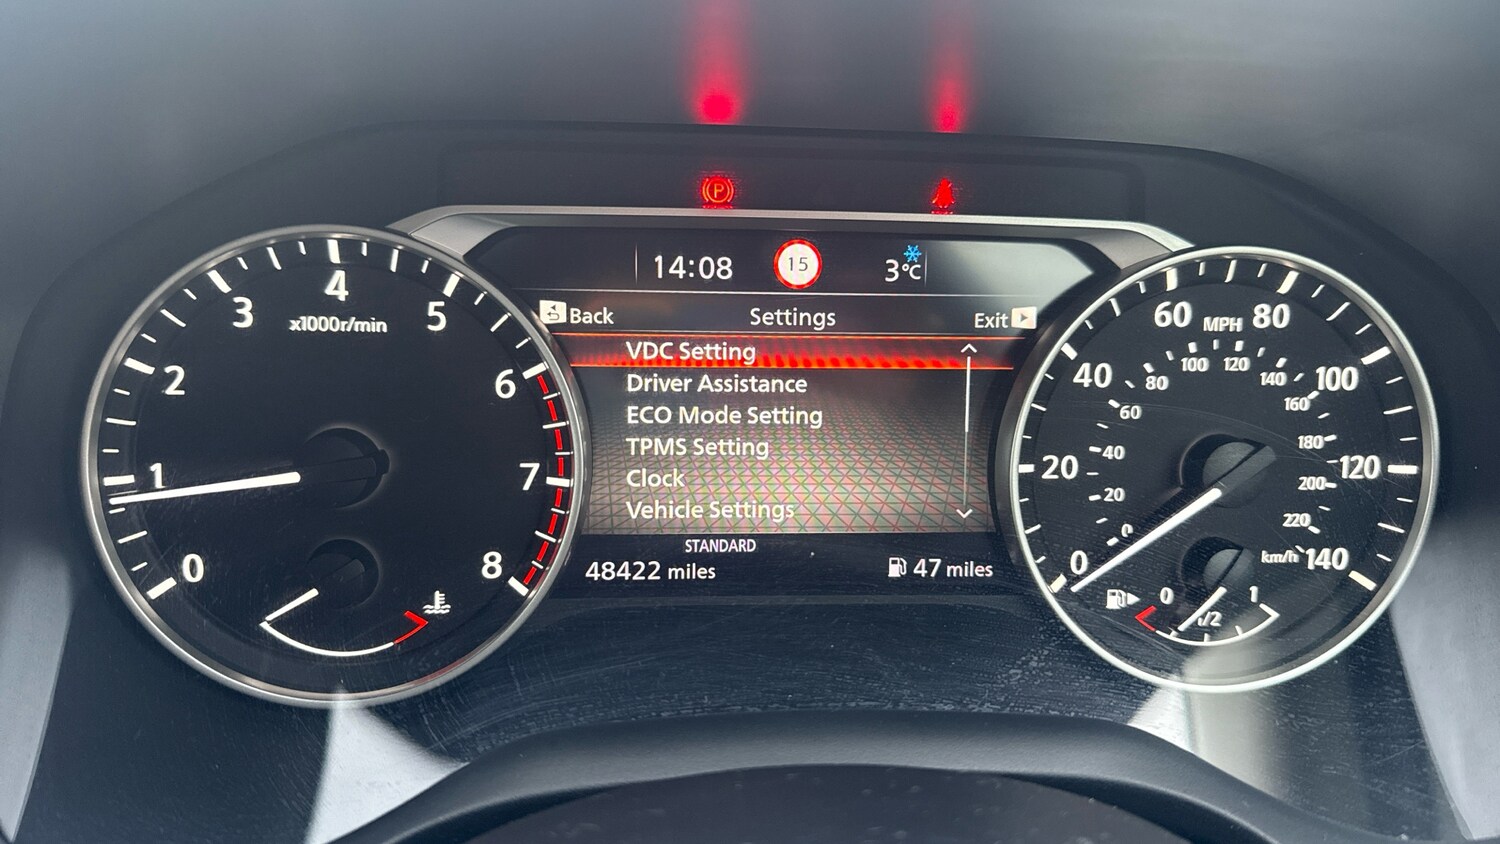 P
14:08
15
3°C
Back
Settings
Exit
VDC Setting
Driver Assistance
ECO Mode Setting
TPMS Setting
Clock
Vehicle Settings
STANDARD
48422 miles
47 miles
0
1
2
3
4
5
6
7
8
x1000r/min
0
20
40
60
80
100
120
140
MPH
0
20
40
60
80
100
120
140
160
180
200
220
km/h
0
1/2
1